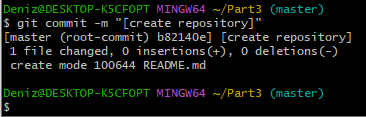 Deniz@DESKTOP-K5CFOPT MINGW64 ~/Part3 (master)
$ git commit -m "[create repository]"
[master (root-commit) b82140e] [create repository]
 1 file changed, 0 insertions(+), 0 deletions(-)
 create mode 100644 README.md

Deniz@DESKTOP-K5CFOPT MINGW64 ~/Part3 (master)
$